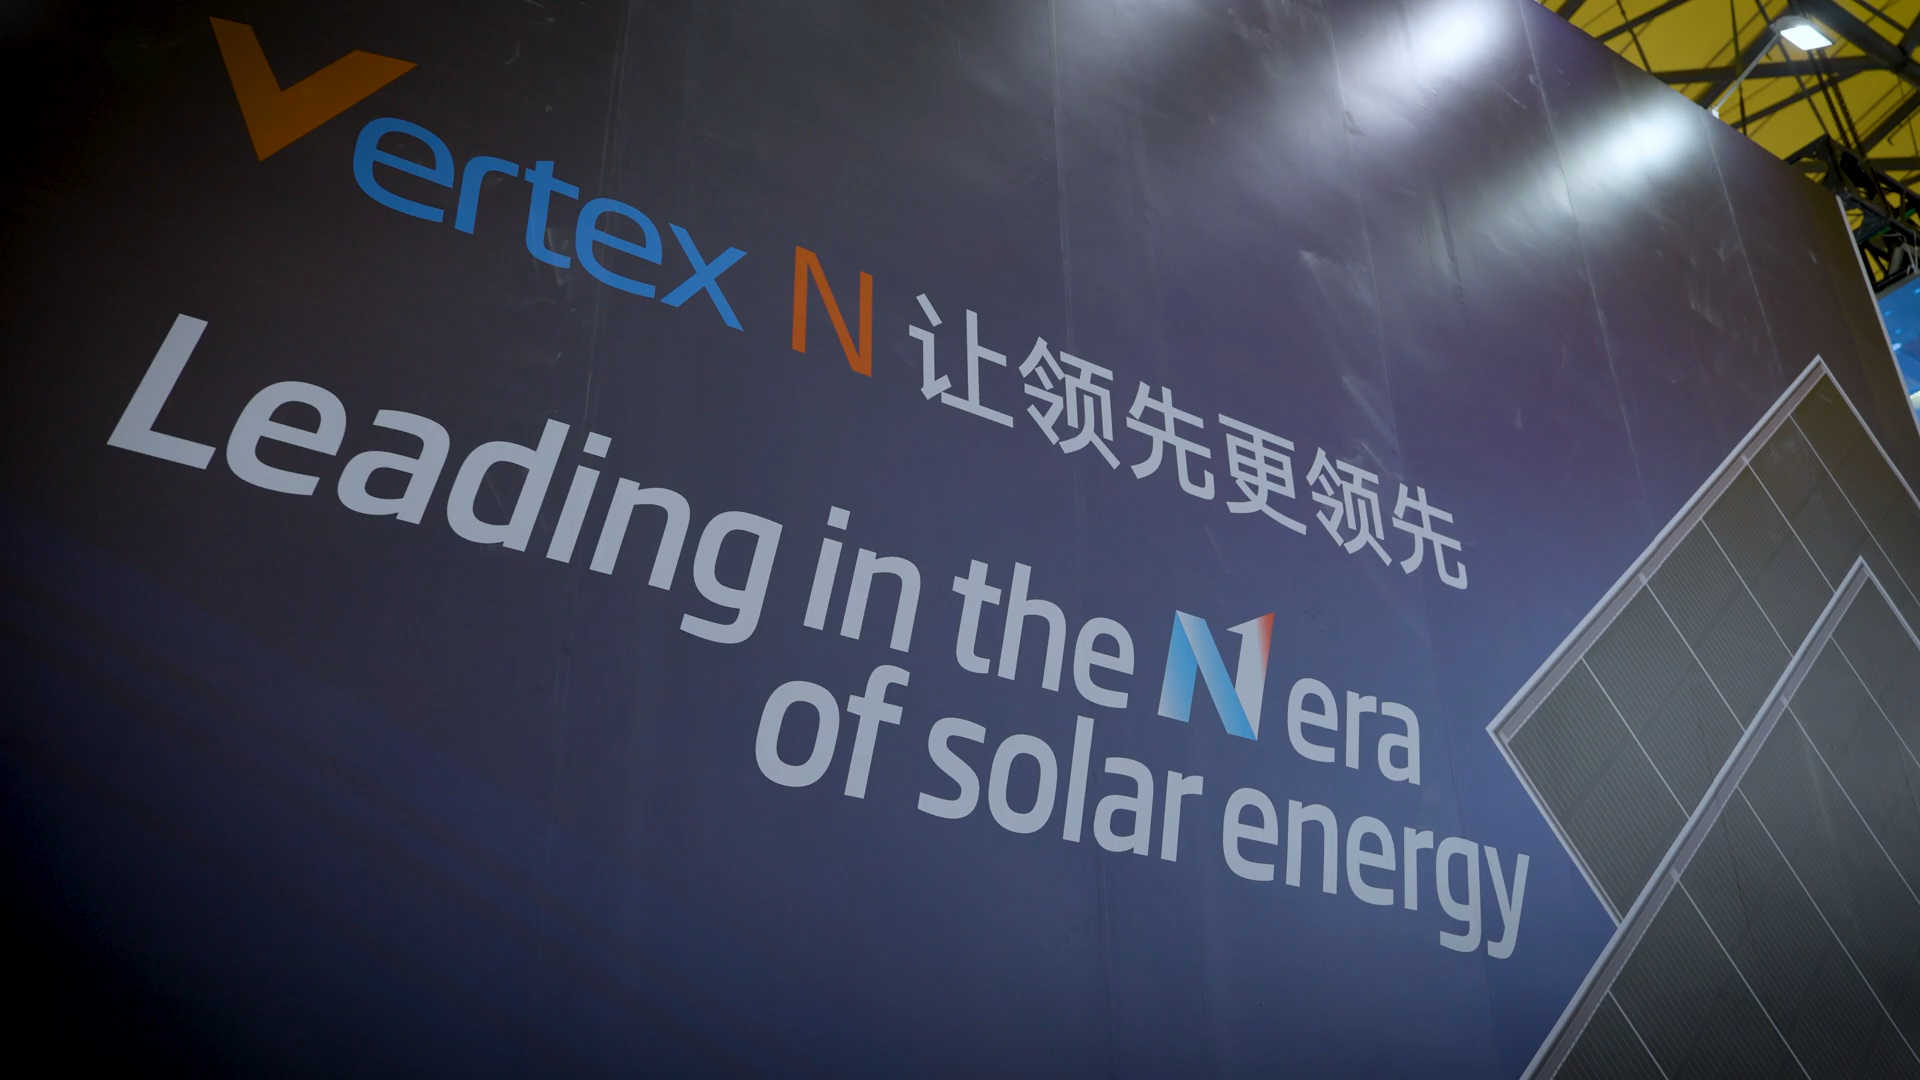 Vertex N 让领先更领先
Leading in the N era
of solar energy